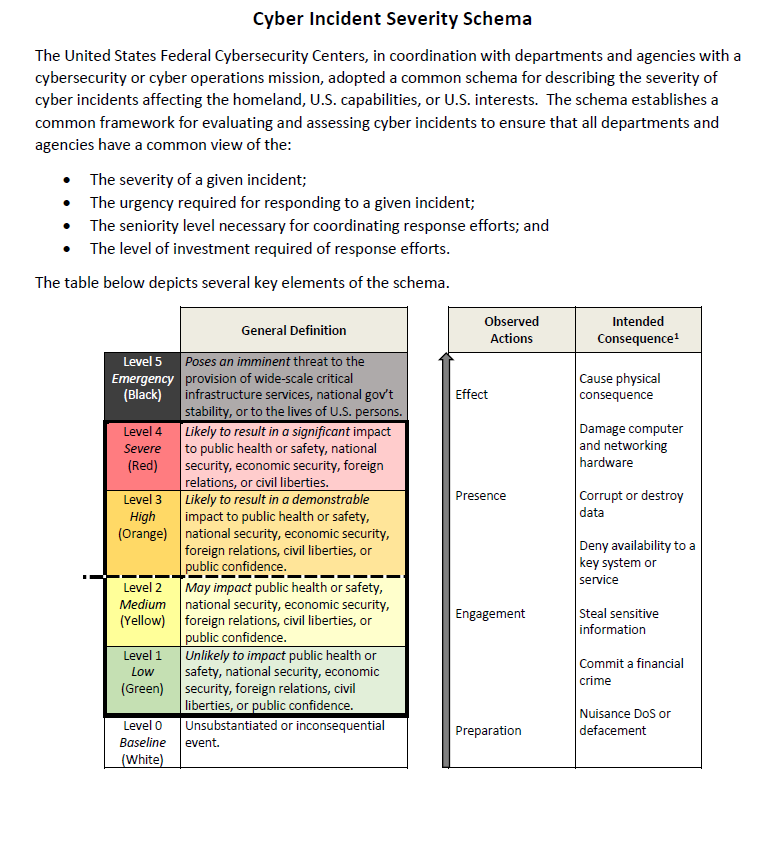 Cyber Incident Severity Schema
The United States Federal Cybersecurity Centers, in coordination with departments and agencies with a
cybersecurity or cyber operations mission, adopted a common schema for describing the severity of
cyber incidents affecting the homeland, U.S. capabilities, or U.S. interests.  The schema establishes a
common framework for evaluating and assessing cyber incidents to ensure that all departments and
agencies have a common view of the:
• The severity of a given incident;
• The urgency required for responding to a given incident;
• The seniority level necessary for coordinating response efforts; and
• The level of investment required of response efforts.
The table below depicts several key elements of the schema.
General Definition
Level 5
Emergency
(Black)
Poses an imminent threat to the
provision of wide-scale critical
infrastructure services, national gov't
stability, or to the lives of U.S. persons.
Level 4
Severe
(Red)
Likely to result in a significant impact
to public health or safety, national
security, economic security, foreign
relations, or civil liberties.
Level 3
High
(Orange)
Likely to result in a demonstrable
impact to public health or safety,
national security, economic security,
foreign relations, civil liberties, or
public confidence.
Level 2
Medium
(Yellow)
May impact public health or safety,
national security, economic security,
foreign relations, civil liberties, or
public confidence.
Level 1
Low
(Green)
Unlikely to impact public health or
safety, national security, economic
security, foreign relations, civil
liberties, or public confidence.
Level 0
Baseline
(White)
Unsubstantiated or inconsequential
event.
Observed
Actions
Intended
Consequence¹
Effect
Presence
Engagement
Preparation
Cause physical
consequence
Damage computer
and networking
hardware
Corrupt or destroy
data
Deny availability to a
key system or
service
Steal sensitive
information
Commit a financial
crime
Nuisance DoS or
defacement